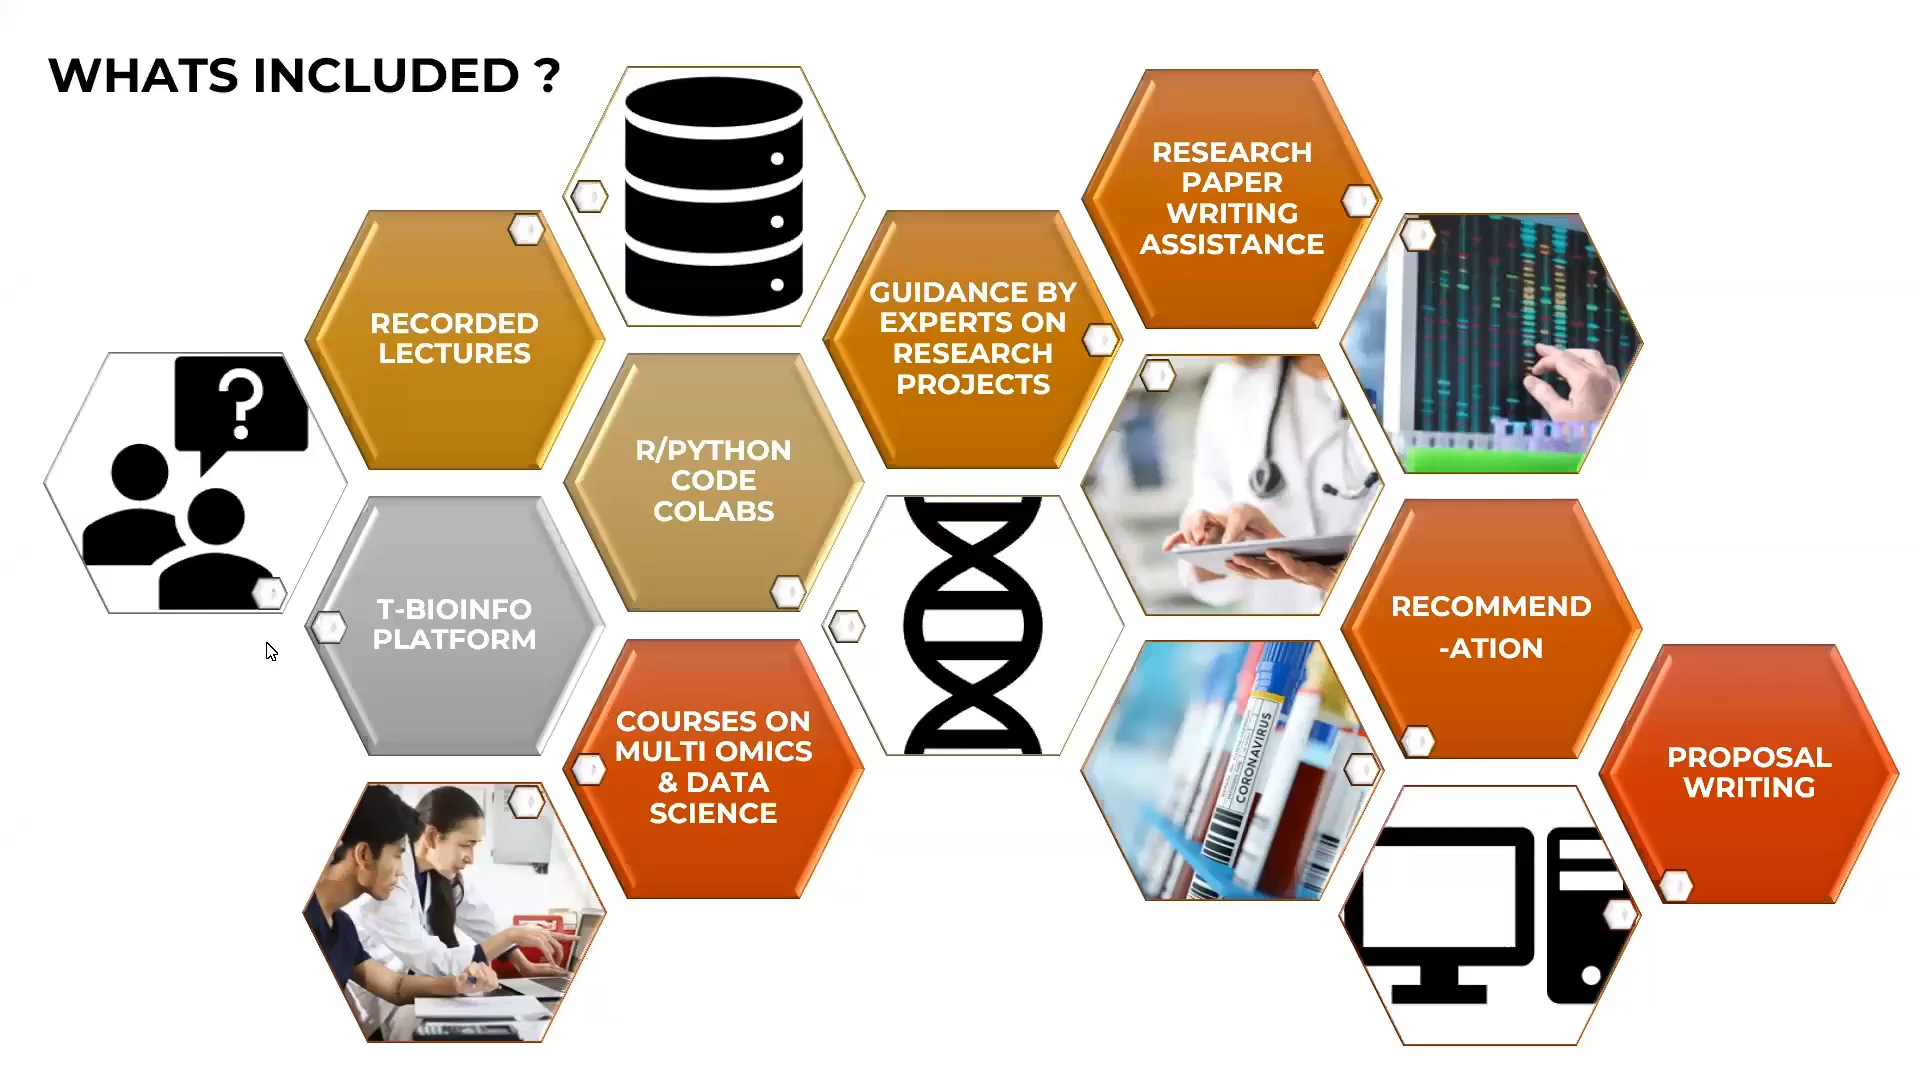 WHATS INCLUDED ?
RECORDED
LECTURES
?
T-BIOINFO
PLATFORM
R/PYTHON
CODE
COLABS
COURSES ON
MULTI OMICS
& DATA
SCIENCE
GUIDANCE BY
EXPERTS ON
RESEARCH
PROJECTS
RESEARCH
PAPER
WRITING
ASSISTANCE
CORONAVIRUS
RECOMMEND
-ATION
PROPOSAL
WRITING